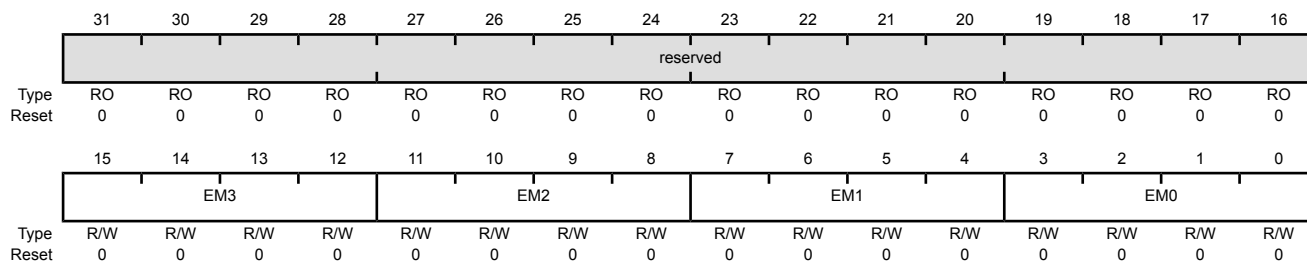 31 30 29 28 27 26 25 24 23 22 21 20 19 18 17 16
reserved
Type RO RO RO RO RO RO RO RO RO RO RO RO RO RO RO RO
Reset 0 0 0 0 0 0 0 0 0 0 0 0 0 0 0 0
15 14 13 12 11 10 9 8 7 6 5 4 3 2 1 0
EM3 EM2 EM1 EM0
Type R/W R/W R/W R/W R/W R/W R/W R/W R/W R/W R/W R/W R/W R/W R/W R/W
Reset 0 0 0 0 0 0 0 0 0 0 0 0 0 0 0 0